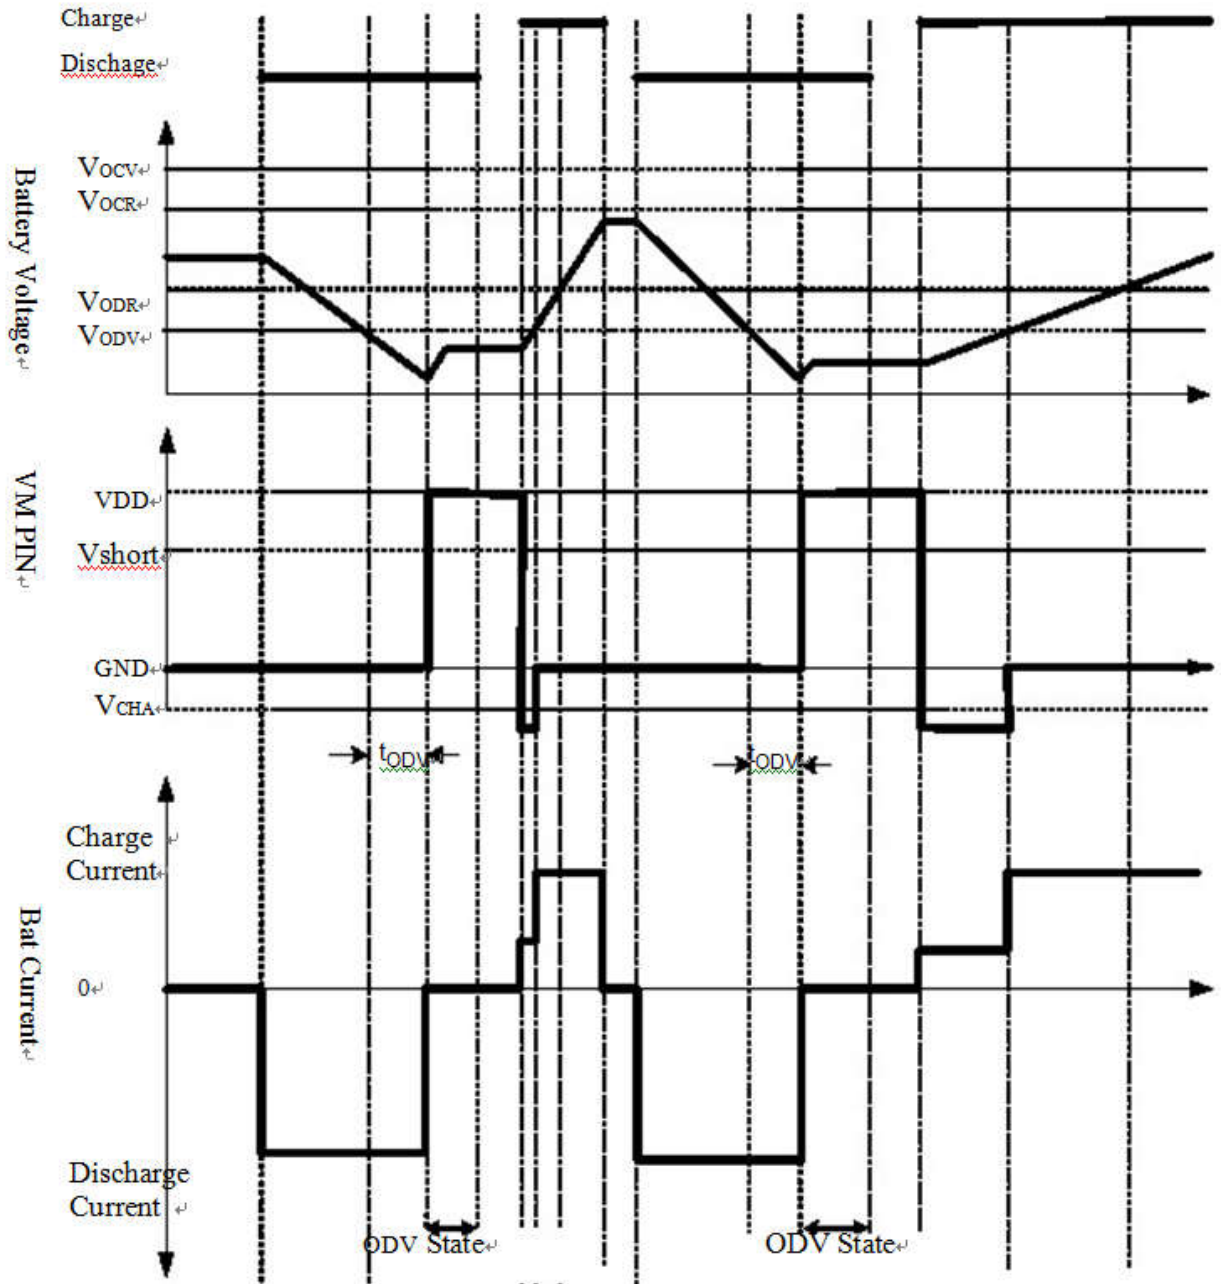 Charge
Dischage
Battery Voltage
VOCV
VOCR
VODR
VODV
VM PIN
VDD
Vshort
GND
VCHA
tODV
tODV
Bat Current
Charge
Current
0
Discharge
Current
ODV State
ODV State